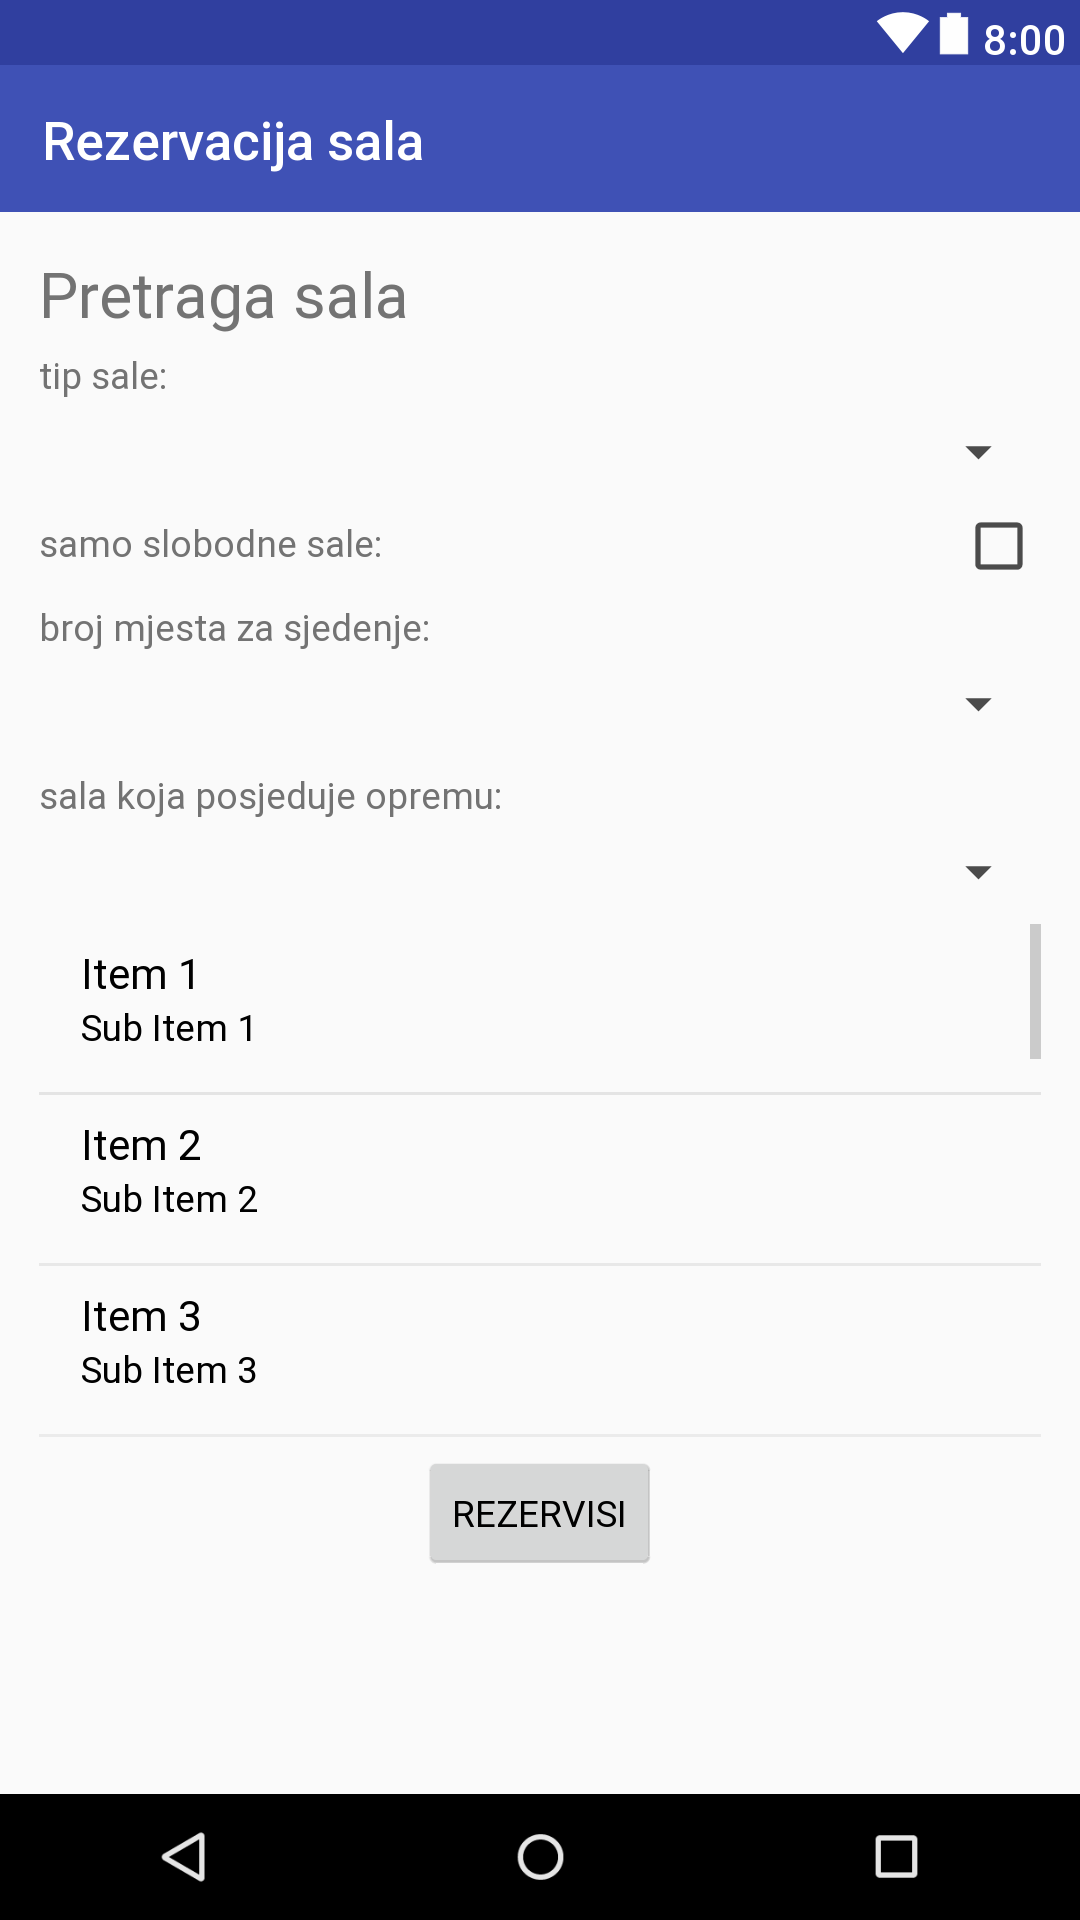 8:00
Rezervacija sala
Pretraga sala
tip sale:
samo slobodne sale:
broj mjesta za sjedenje:
sala koja posjeduje opremu:
Item 1
Sub Item 1
Item 2
Sub Item 2
Item 3
Sub Item 3
REZERVISI